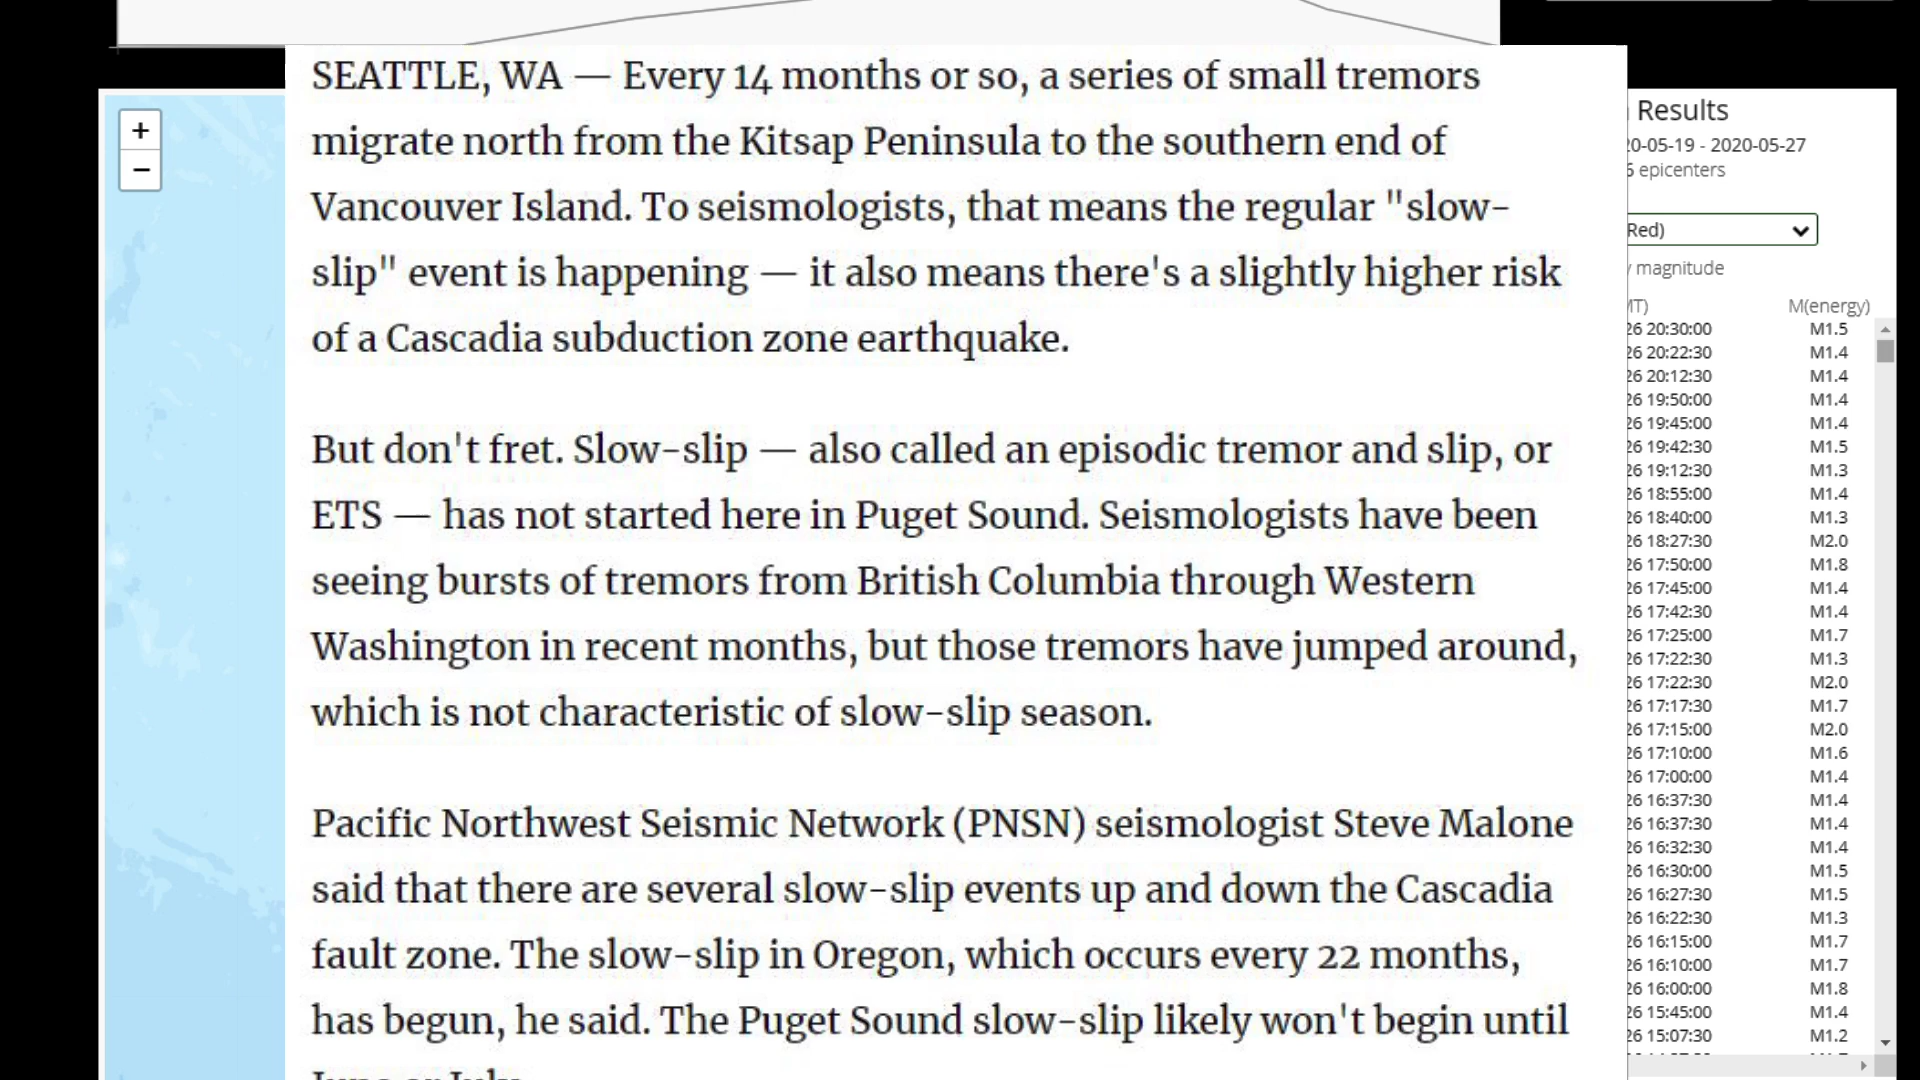 SEATTLE, WA — Every 14 months or so, a series of small tremors
migrate north from the Kitsap Peninsula to the southern end of
Vancouver Island. To seismologists, that means the regular "slow-
slip" event is happening — it also means there's a slightly higher risk
of a Cascadia subduction zone earthquake.
But don't fret. Slow-slip — also called an episodic tremor and slip, or
ETS — has not started here in Puget Sound. Seismologists have been
seeing bursts of tremors from British Columbia through Western
Washington in recent months, but those tremors have jumped around,
which is not characteristic of slow-slip season.
Pacific Northwest Seismic Network (PNSN) seismologist Steve Malone
said that there are several slow-slip events up and down the Cascadia
fault zone. The slow-slip in Oregon, which occurs every 22 months,
has begun, he said. The Puget Sound slow-slip likely won't begin until
+
−
Results
0-05-19 - 2020-05-27
epicenters
Red)
magnitude
MT) M(energy)
26 20:30:00 M1.5
26 20:22:30 M1.4
26 20:12:30 M1.4
26 19:50:00 M1.4
26 19:45:00 M1.4
26 19:42:30 M1.5
26 19:12:30 M1.3
26 18:55:00 M1.4
26 18:40:00 M1.3
26 18:27:30 M2.0
26 17:50:00 M1.8
26 17:45:00 M1.4
26 17:42:30 M1.4
26 17:25:00 M1.7
26 17:22:30 M1.3
26 17:22:30 M2.0
26 17:17:30 M1.7
26 17:15:00 M2.0
26 17:10:00 M1.6
26 17:00:00 M1.4
26 16:37:30 M1.4
26 16:37:30 M1.4
26 16:32:30 M1.4
26 16:30:00 M1.5
26 16:27:30 M1.5
26 16:22:30 M1.3
26 16:15:00 M1.7
26 16:10:00 M1.7
26 16:00:00 M1.8
26 15:45:00 M1.4
26 15:07:30 M1.2